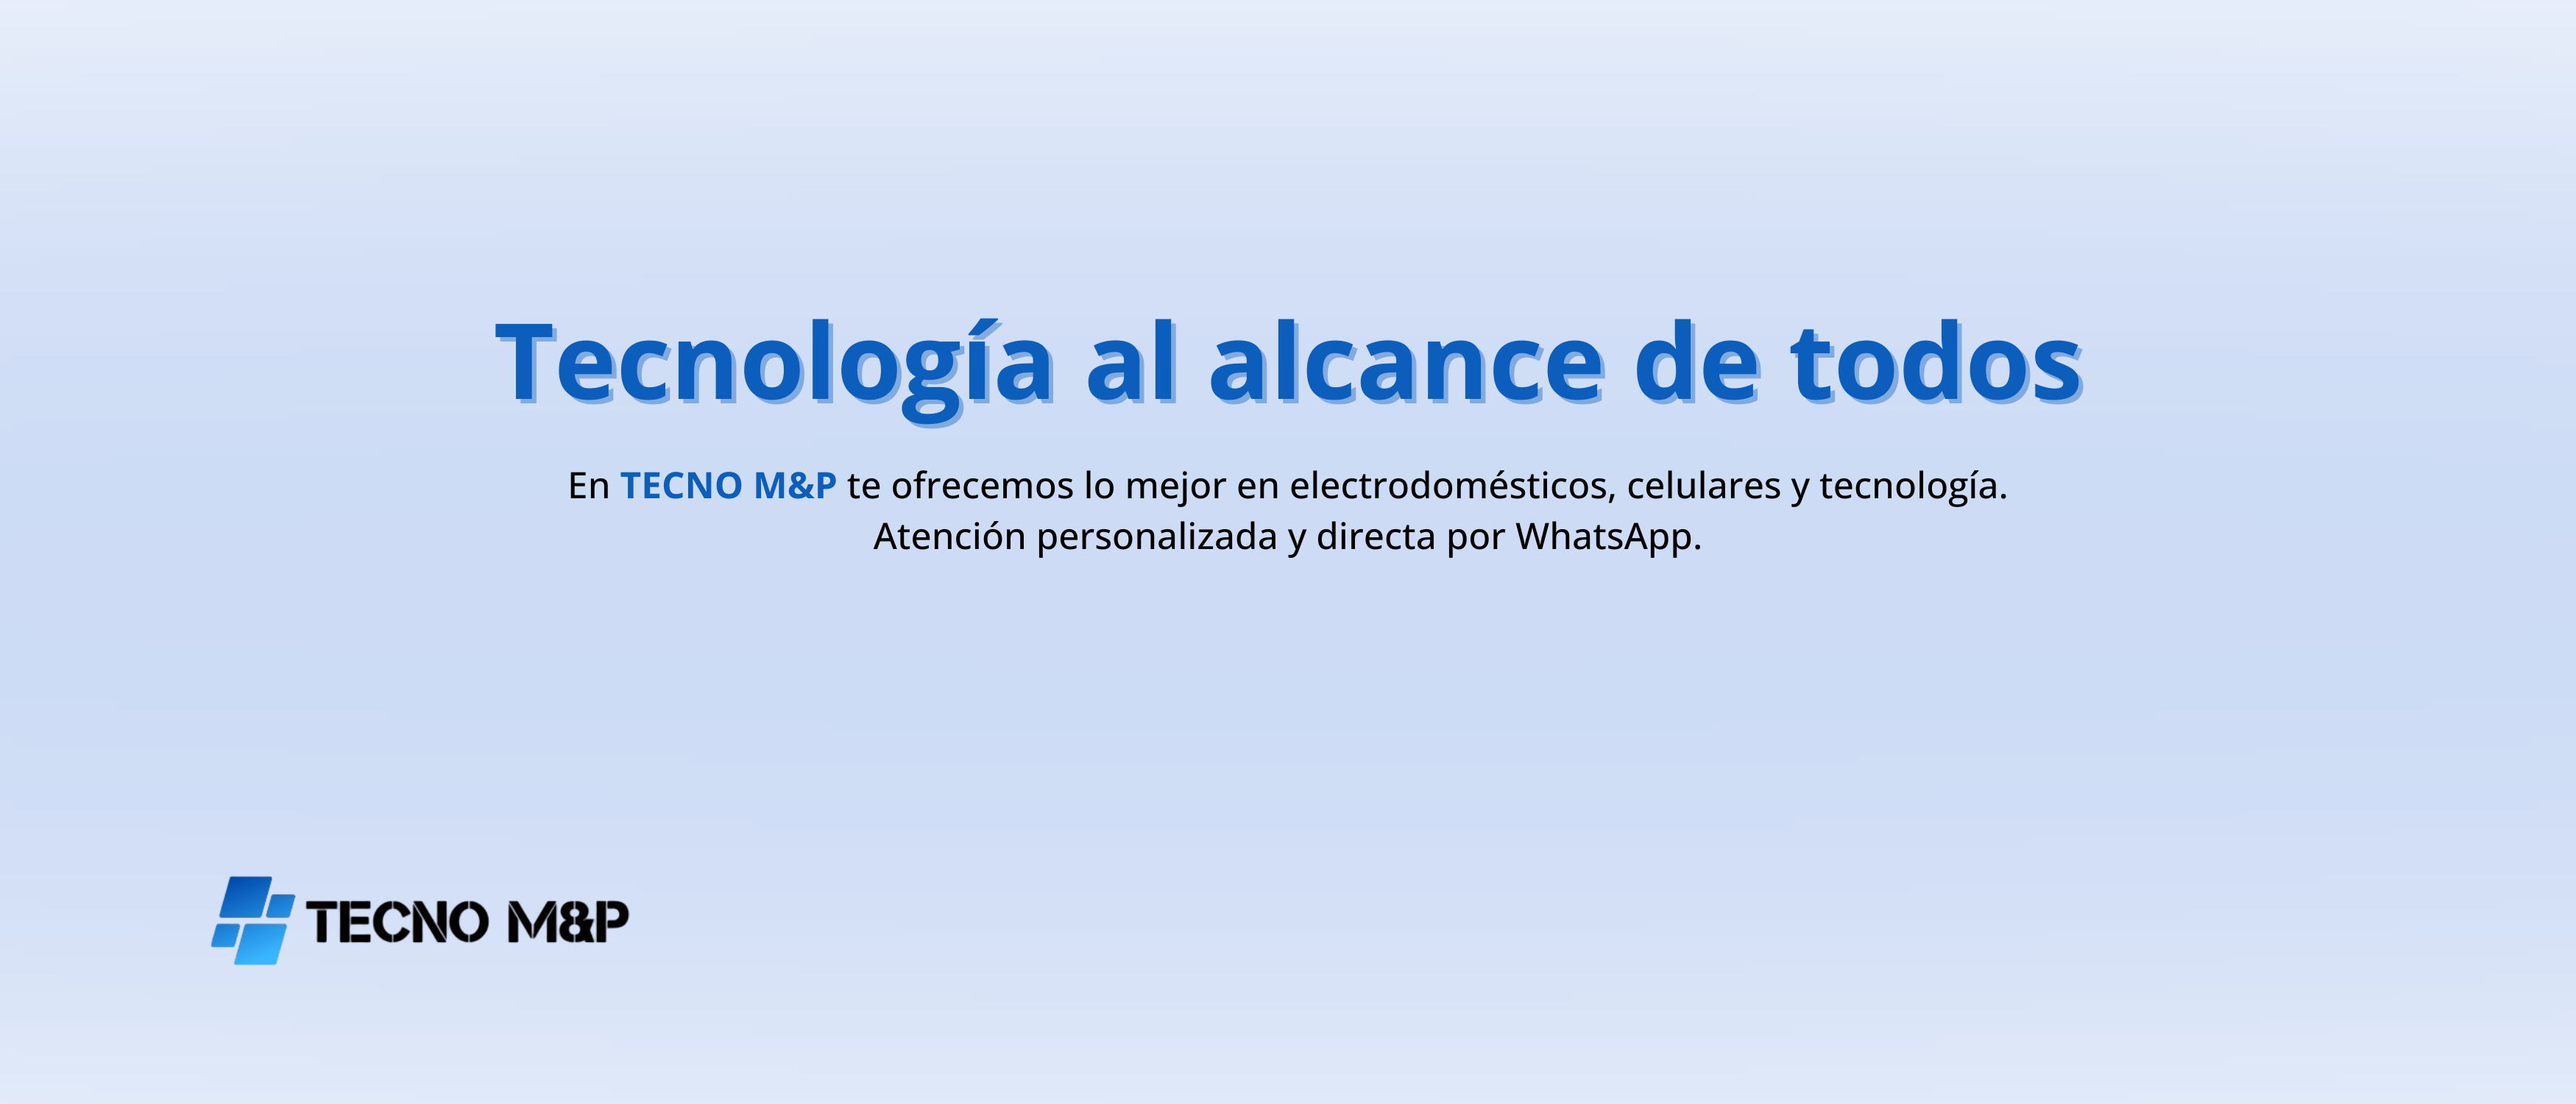 Tecnología al alcance de todos
En TECNO M&P te ofrecemos lo mejor en electrodomésticos, celulares y tecnología.
Atención personalizada y directa por WhatsApp.
TECNO M&P